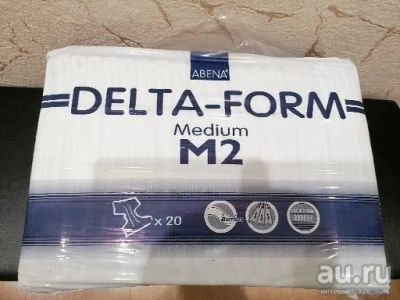 ABENA®
DELTA-FORM
Medium
M2
x 20
au.ru